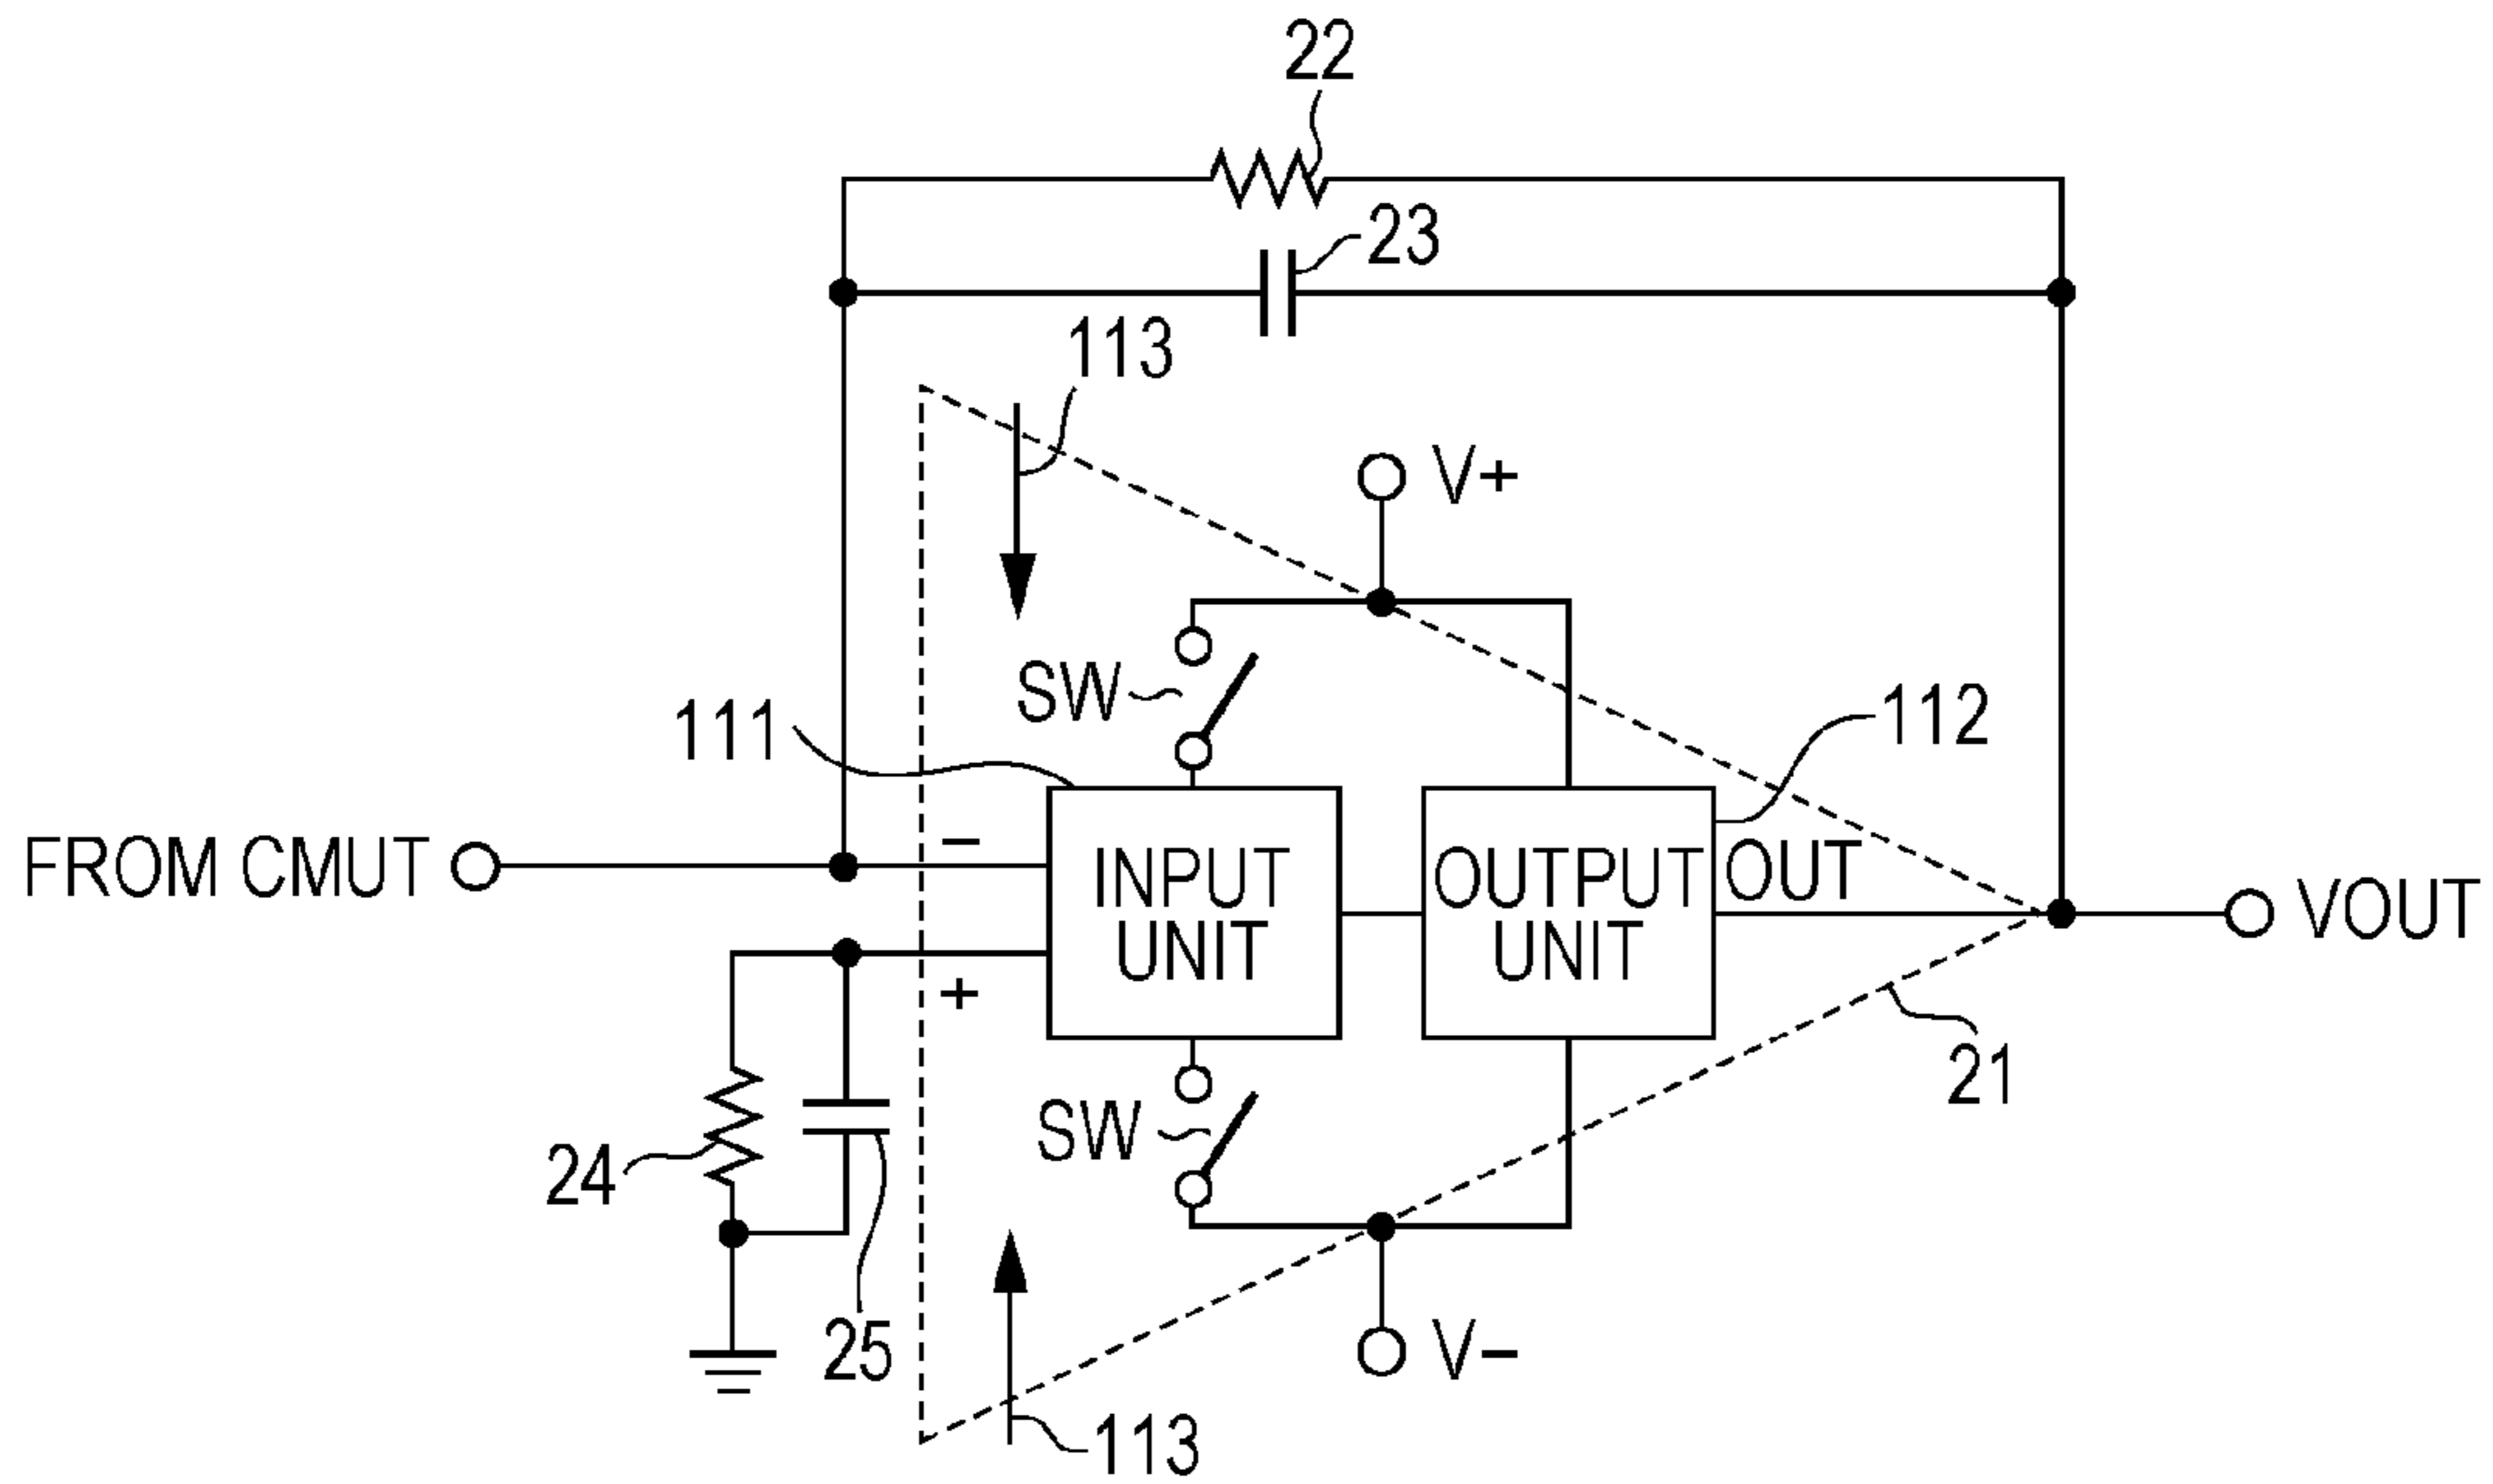 22
23
113
V+
SW
111
112
FROM CMUT
−
INPUT
UNIT
OUTPUT
UNIT
OUT
VOUT
+
21
SW
24
25
V−
113